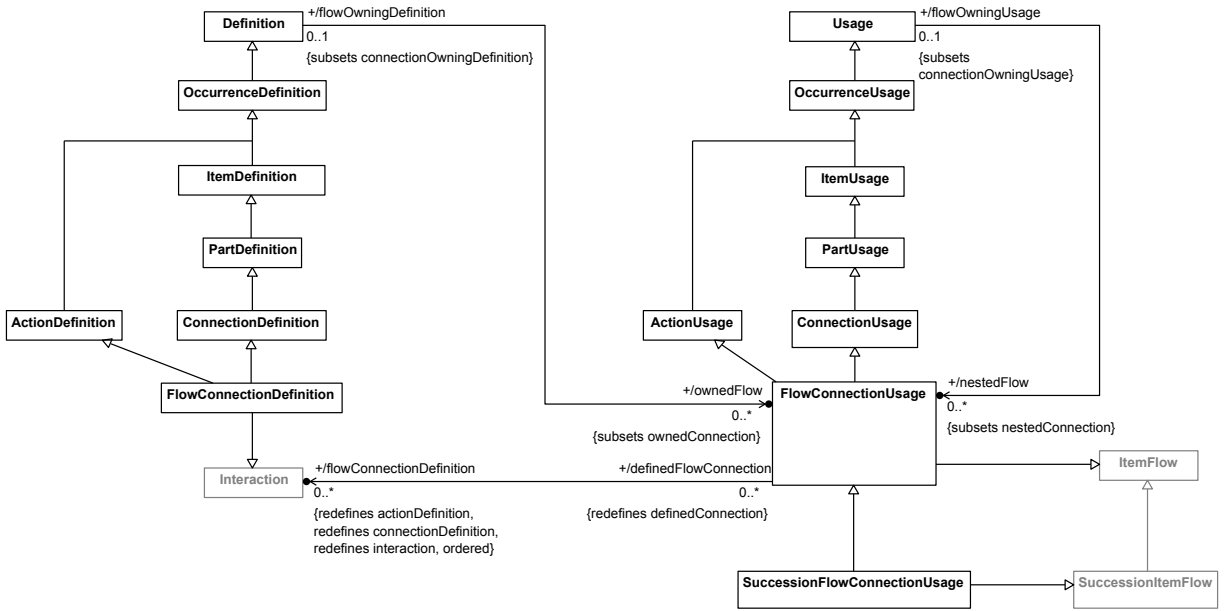 +/flowOwningDefinition
Definition
0..1
{subsets connectionOwningDefinition}
+/flowOwningUsage
Usage
0..1
{subsets
connectionOwningUsage}
OccurrenceDefinition
OccurrenceUsage
ItemDefinition
ItemUsage
PartDefinition
PartUsage
ActionDefinition
ConnectionDefinition
ActionUsage
ConnectionUsage
FlowConnectionDefinition
+/ownedFlow
0..*
{subsets ownedConnection}
FlowConnectionUsage
+/nestedFlow
0..*
{subsets nestedConnection}
Interaction
+/flowConnectionDefinition
0..*
{redefines actionDefinition,
redefines connectionDefinition,
redefines interaction, ordered}
+/definedFlowConnection
0..*
{redefines definedConnection}
ItemFlow
SuccessionFlowConnectionUsage
SuccessionItemFlow